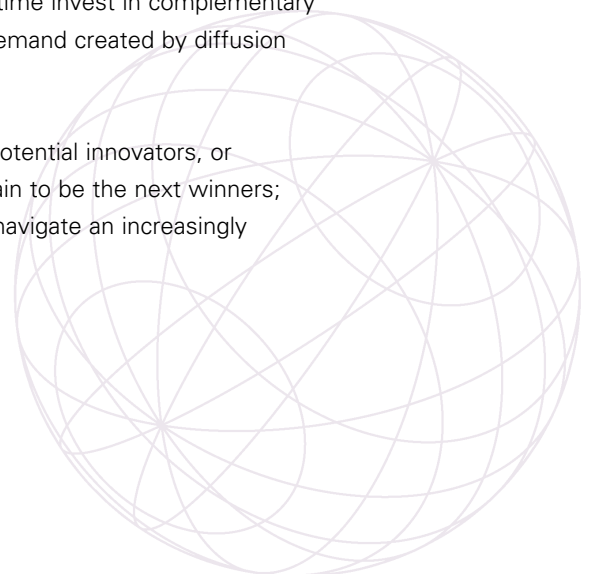 time invest in complementary
emand created by diffusion
otential innovators, or
ain to be the next winners;
navigate an increasingly